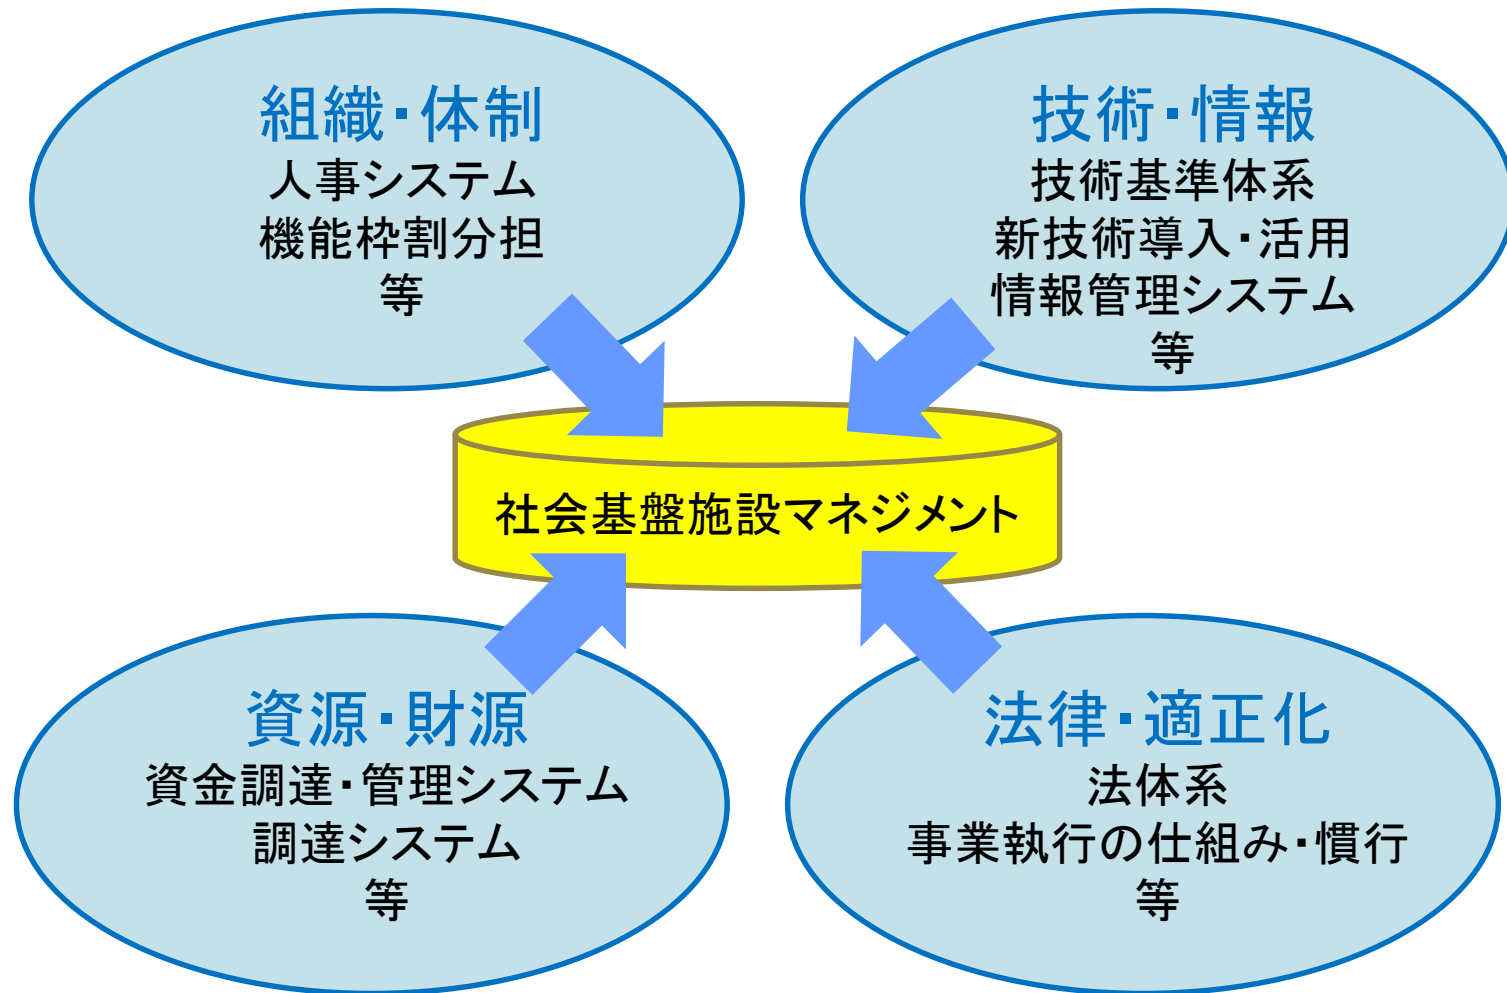 組織・体制
人事システム
機能枠割分担
等
技術・情報
技術基準体系
新技術導入・活用
情報管理システム
等
社会基盤施設マネジメント
資源・財源
資金調達・管理システム
調達システム
等
法律・適正化
法体系
事業執行の仕組み・慣行
等